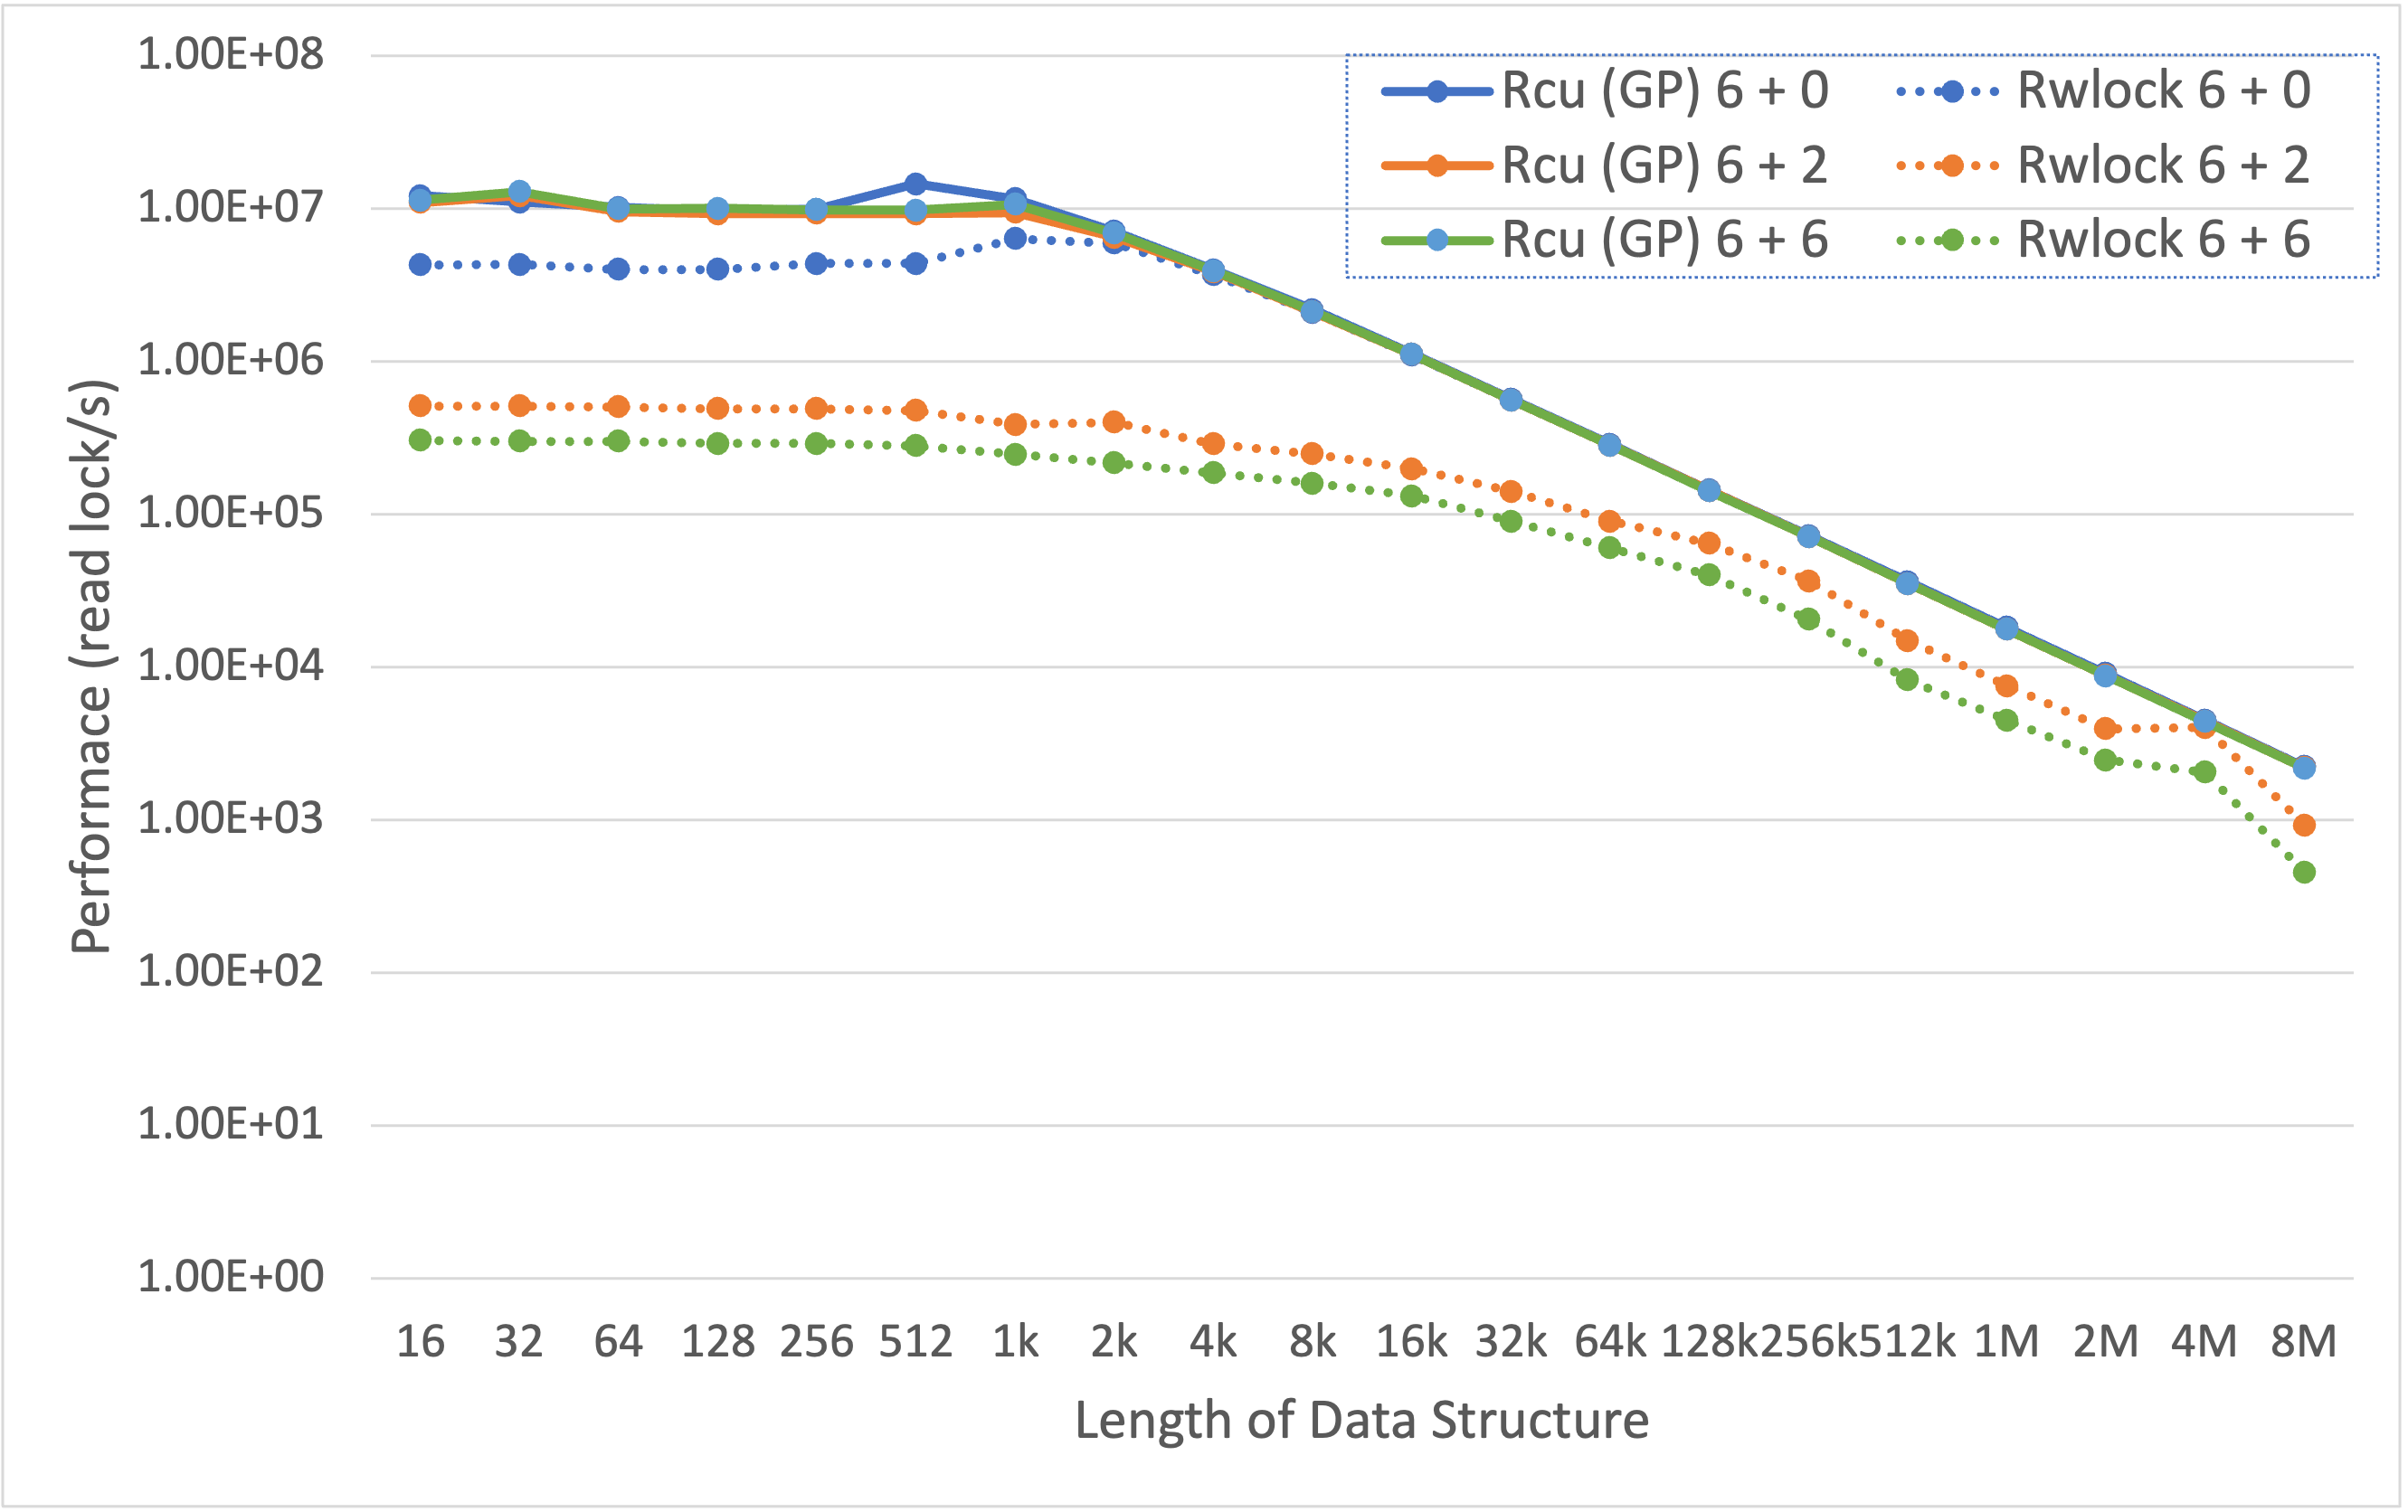 1.00E+08
1.00E+07
1.00E+06
1.00E+05
1.00E+04
1.00E+03
1.00E+02
1.00E+01
1.00E+00
Performace (read lock/s)
Rcu (GP) 6 + 0 Rwlock 6 + 0
Rcu (GP) 6 + 2 Rwlock 6 + 2
Rcu (GP) 6 + 6 Rwlock 6 + 6
16 32 64 128 256 512 1k 2k 4k 8k 16k 32k 64k 128k 256k 512k 1M 2M 4M 8M
Length of Data Structure